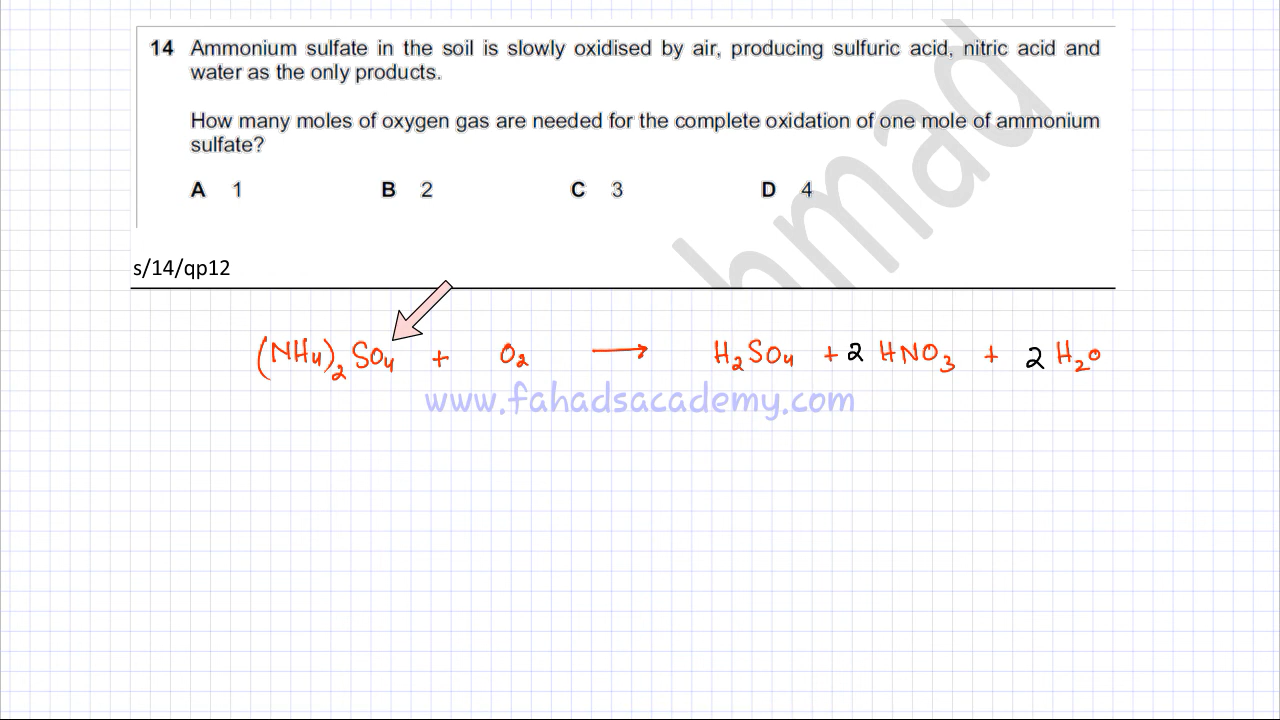 14 Ammonium sulfate in the soil is slowly oxidised by air, producing sulfuric acid, nitric acid and
water as the only products.
How many moles of oxygen gas are needed for the complete oxidation of one mole of ammonium
sulfate?
A 1 B 2 C 3 D 4
hmad
s/14/qp12
(NH₄)₂SO₄ + O₂ → H₂SO₄ + 2 HNO₃ + 2 H₂O
www.fahadsacademy.com